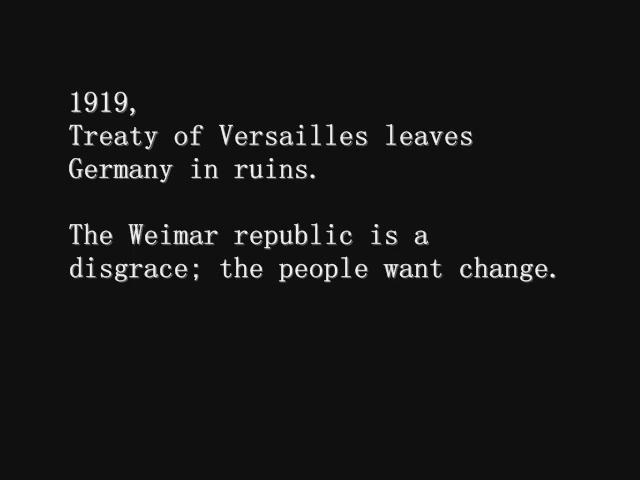 1919,
Treaty of Versailles leaves
Germany in ruins.
The Weimar republic is a
disgrace; the people want change.